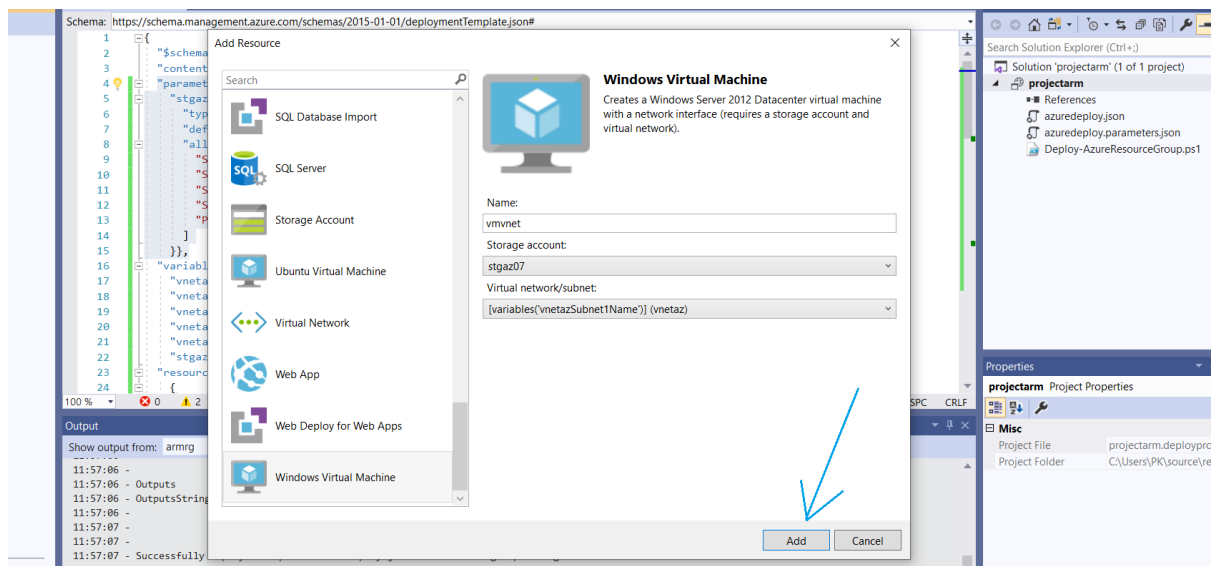 Schema: https://schema.management.azure.com/schemas/2015-01-01/deploymentTemplate.json#
1 {
2 "$schema
3 "content
4 "paramet
5 "stgaz
6 "typ
7 "def
8 "all
9 "S
10 "S
11 "S
12 "S
13 "P
14 ]
15 }},
16 "variabl
17 "vneta
18 "vneta
19 "vneta
20 "vneta
21 "vneta
22 "stgaz
23 "resourc
24 {
100 % 0 2 SPC CRLF
Output
Show output from: armrg
11:57:06 -
11:57:06 - Outputs
11:57:06 - OutputsString
11:57:06 -
11:57:07 -
11:57:07 -
11:57:07 - Successfully
Add Resource
Search
SQL Database Import
SQL
SQL Server
Storage Account
Ubuntu Virtual Machine
Virtual Network
Web App
Web Deploy for Web Apps
Windows Virtual Machine
Windows Virtual Machine
Creates a Windows Server 2012 Datacenter virtual machine
with a network interface (requires a storage account and
virtual network).
Name:
vmvnet
Storage account:
stgaz07
Virtual network/subnet:
[variables('vnetazSubnet1Name')] (vnetaz)
Add Cancel
Search Solution Explorer (Ctrl+;)
Solution 'projectarm' (1 of 1 project)
projectarm
References
azuredeploy.json
azuredeploy.parameters.json
Deploy-AzureResourceGroup.ps1
Properties
projectarm Project Properties
Misc
Project File projectarm.deploypro
Project Folder C:\Users\PK\source\re